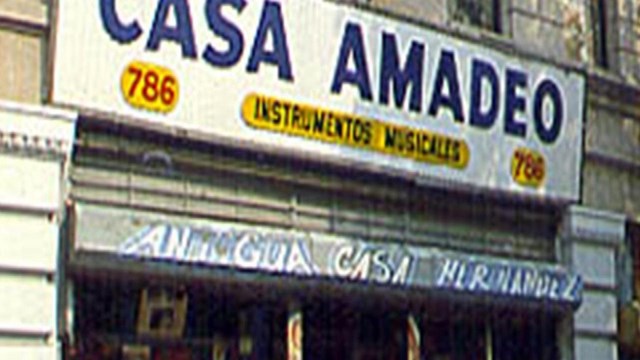 CASA AMADEO
786 INSTRUMENTOS MUSICALES 786
ANTIGUA CASA HERNANDEZ